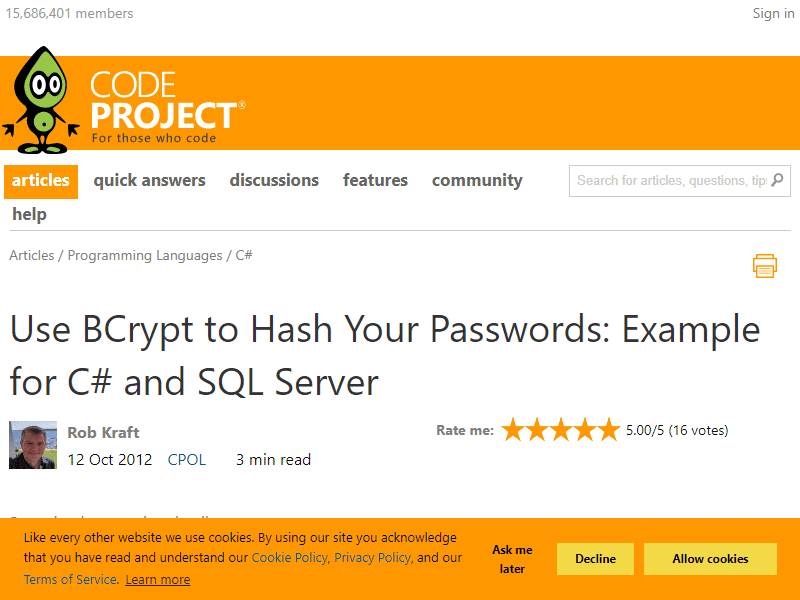 15,686,401 members
Sign in
CODE
PROJECT®
For those who code
articles quick answers discussions features community
Search for articles, questions, tips
help
Articles / Programming Languages / C#
Use BCrypt to Hash Your Passwords: Example
for C# and SQL Server
Rob Kraft
Rate me: 5.00/5 (16 votes)
12 Oct 2012 CPOL 3 min read
Like every other website we use cookies. By using our site you acknowledge
that you have read and understand our Cookie Policy, Privacy Policy, and our
Terms of Service. Learn more
Ask me
later
Decline
Allow cookies